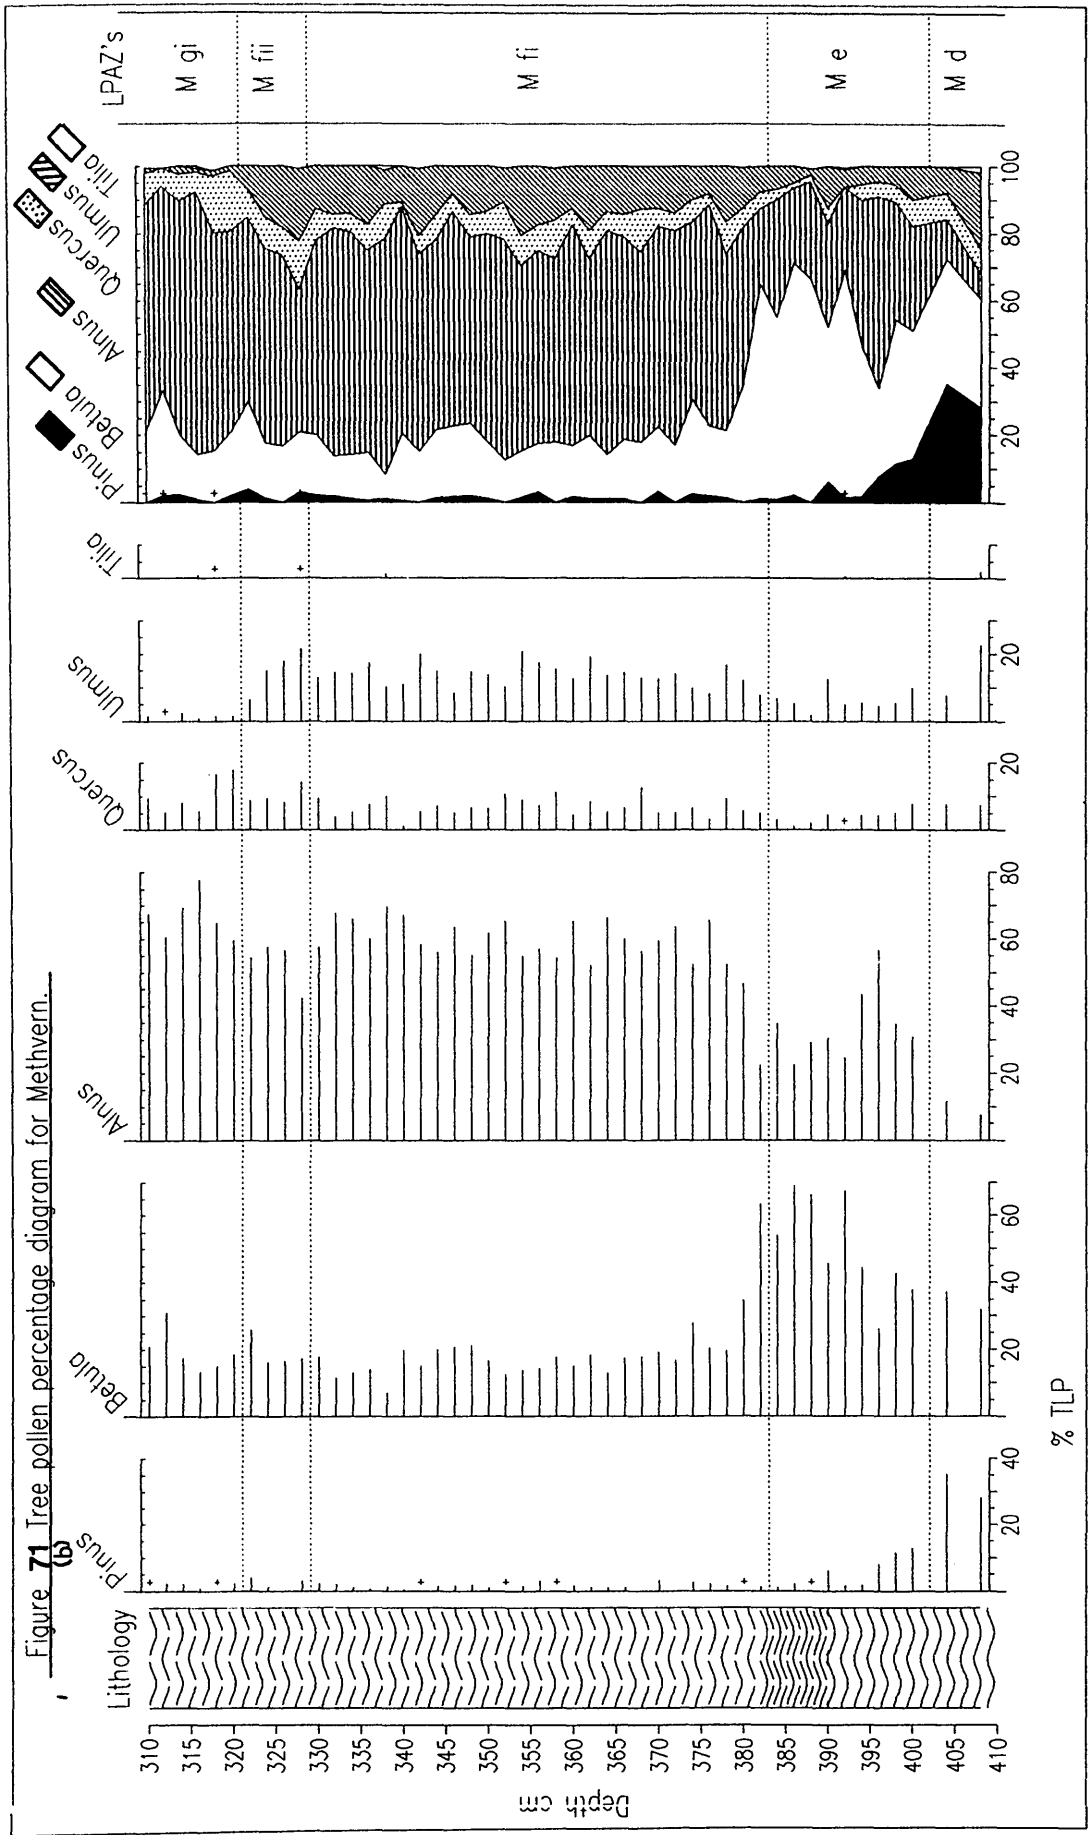 Figure 71 Tree pollen percentage diagram for Methvern.
(b)
Lithology
Pinus
Betula
Alnus
Quercus
Ulmus
Tilia
Pinus Betula Alnus Quercus Ulmus Tilia
LPAZ's
310
315
320
325
330
335
340
345
350
355
360
365
370
375
380
385
390
395
400
405
410
Depth cm
M gi
M fii
M fi
M e
M d
20 40
20 40 60
20 40 60 80
20
20
20 40 60 80 100
% TLP